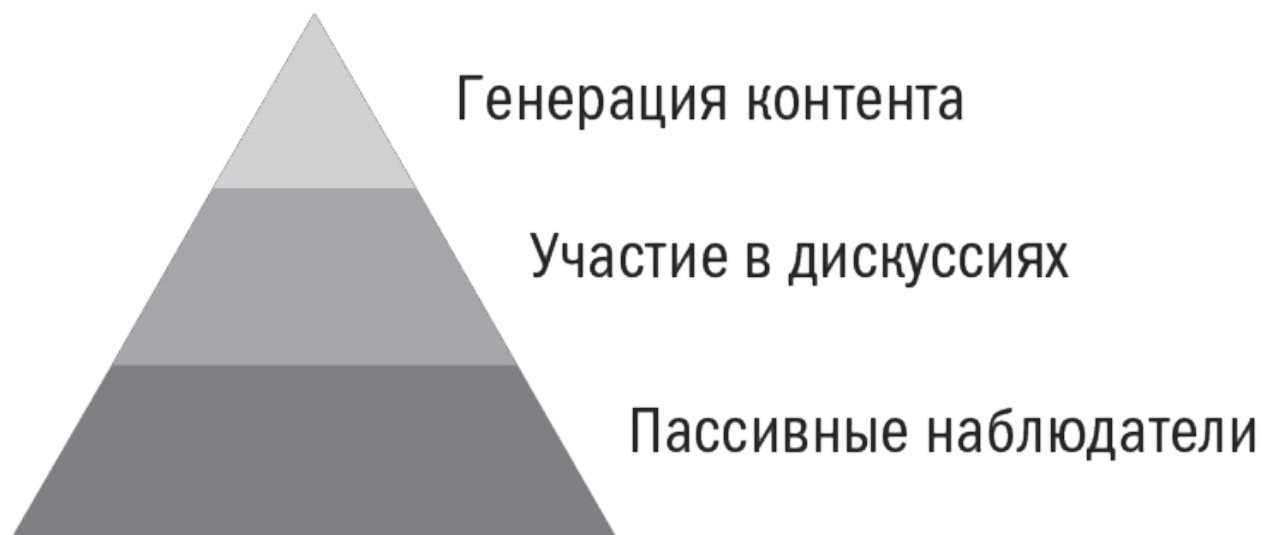 Генерация контента
Участие в дискуссиях
Пассивные наблюдатели